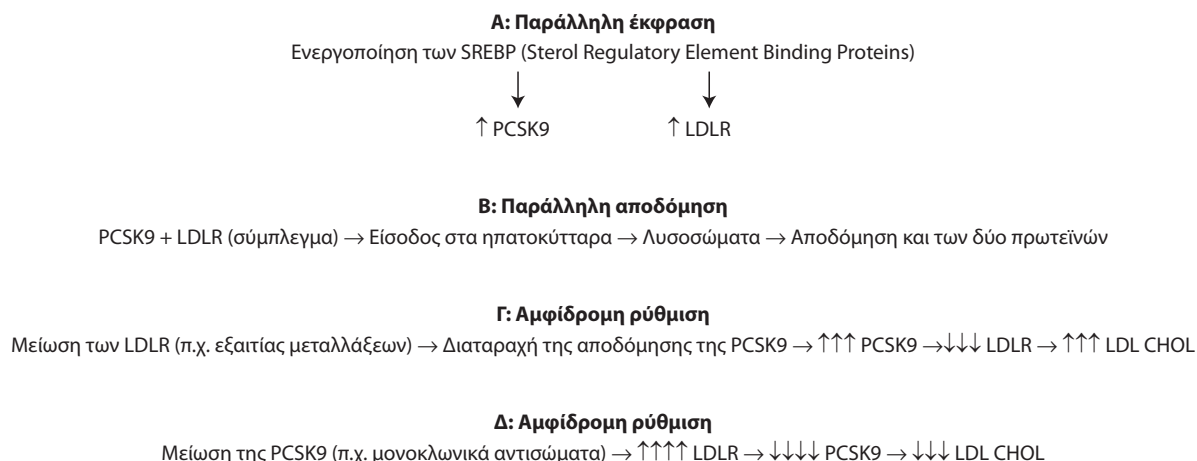 Α: Παράλληλη έκφραση
Ενεργοποίηση των SREBP (Sterol Regulatory Element Binding Proteins)
↑ PCSK9 ↑ LDLR
Β: Παράλληλη αποδόμηση
PCSK9 + LDLR (σύμπλεγμα) → Είσοδος στα ηπατοκύτταρα → Λυσοσώματα → Αποδόμηση και των δύο πρωτεϊνών
Γ: Αμφίδρομη ρύθμιση
Μείωση των LDLR (π.χ. εξαιτίας μεταλλάξεων) → Διαταραχή της αποδόμησης της PCSK9 → ↑↑↑ PCSK9 →↓↓↓ LDLR → ↑↑↑ LDL CHOL
Δ: Αμφίδρομη ρύθμιση
Μείωση της PCSK9 (π.χ. μονοκλωνικά αντισώματα) → ↑↑↑↑ LDLR → ↓↓↓↓ PCSK9 → ↓↓↓ LDL CHOL